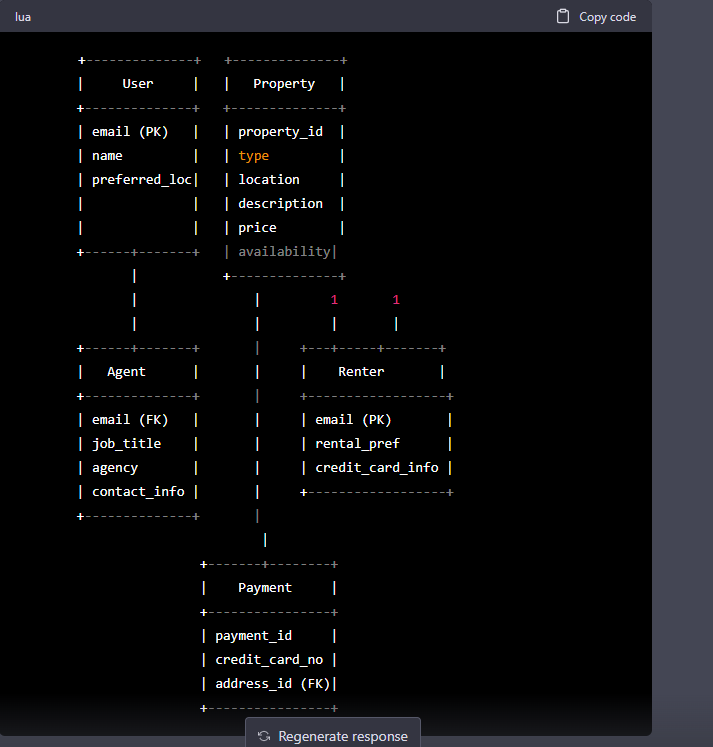 lua Copy code
+--------------+   +--------------+
|     User     |   |   Property   |
+--------------+   +--------------+
| email (PK)   |   | property_id  |
| name         |   | type         |
| preferred_loc|   | location     |
|              |   | description  |
|              |   | price        |
+------+-------+   | availability|
       |           +--------------+
       |               |         1       1
       |               |         |       |
+------+-------+       |     +---+-----+-------+
|   Agent      |       |     |    Renter       |
+--------------+       |     +------------------+
| email (FK)   |       |     | email (PK)       |
| job_title    |       |     | rental_pref      |
| agency       |       |     | credit_card_info |
| contact_info |       |     +------------------+
+--------------+       |
                        |
                +-------+--------+
                |    Payment     |
                +----------------+
                | payment_id     |
                | credit_card_no |
                | address_id (FK)|
                +----------------+
Regenerate response